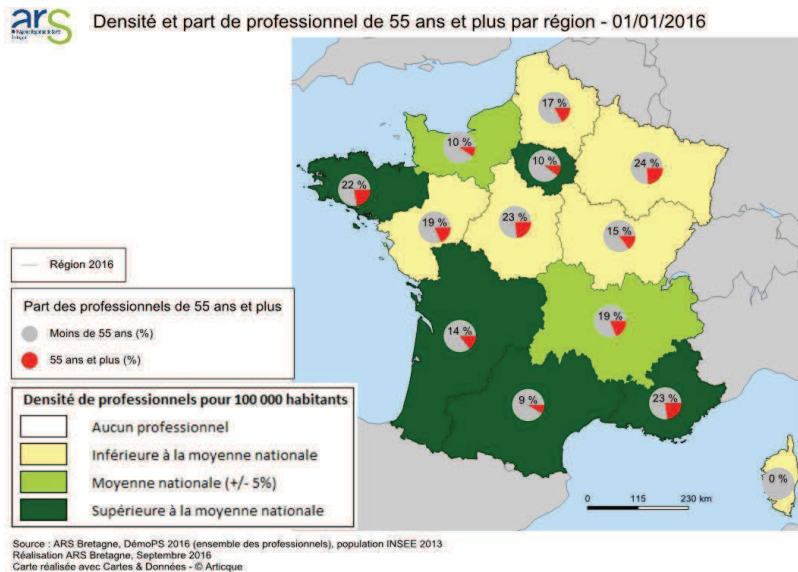 ars
Densité et part de professionnel de 55 ans et plus par région - 01/01/2016
17 %
10 %
10 %
24 %
22 %
19 %
23 %
15 %
Région 2016
Part des professionnels de 55 ans et plus
Moins de 55 ans (%)
55 ans et plus (%)
19 %
14 %
9 %
23 %
0 %
Densité de professionnels pour 100 000 habitants
Aucun professionnel
Inférieure à la moyenne nationale
Moyenne nationale (+/- 5%)
Supérieure à la moyenne nationale
0 115 230 km
Source : ARS Bretagne, DémoPS 2016 (ensemble des professionnels), population INSEE 2013
Réalisation ARS Bretagne, Septembre 2016
Carte réalisée avec Cartes & Données - © Articque